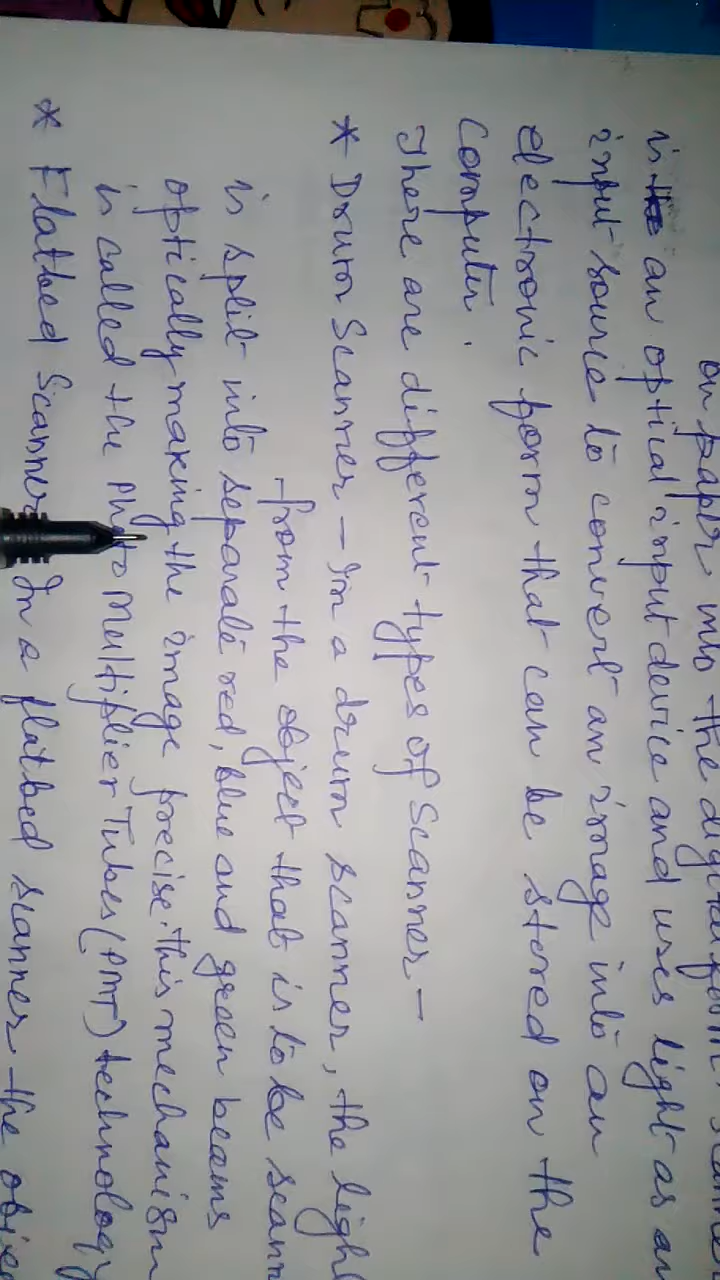 on paper into the digital form. Scanner
is an optical input device and uses light as an
input source to convert an image into an
electronic form that can be stored on the
computer.
There are different types of Scanner -
* Drum Scanner - In a drum scanner, the light
from the object that is to be scann
is split into separate red, blue and green beams
optically making the image precise. this mechanism
is called the Photo Multiplier Tubes (PMT) technology
* Flatbed Scanner In a flatbed scanner the objec